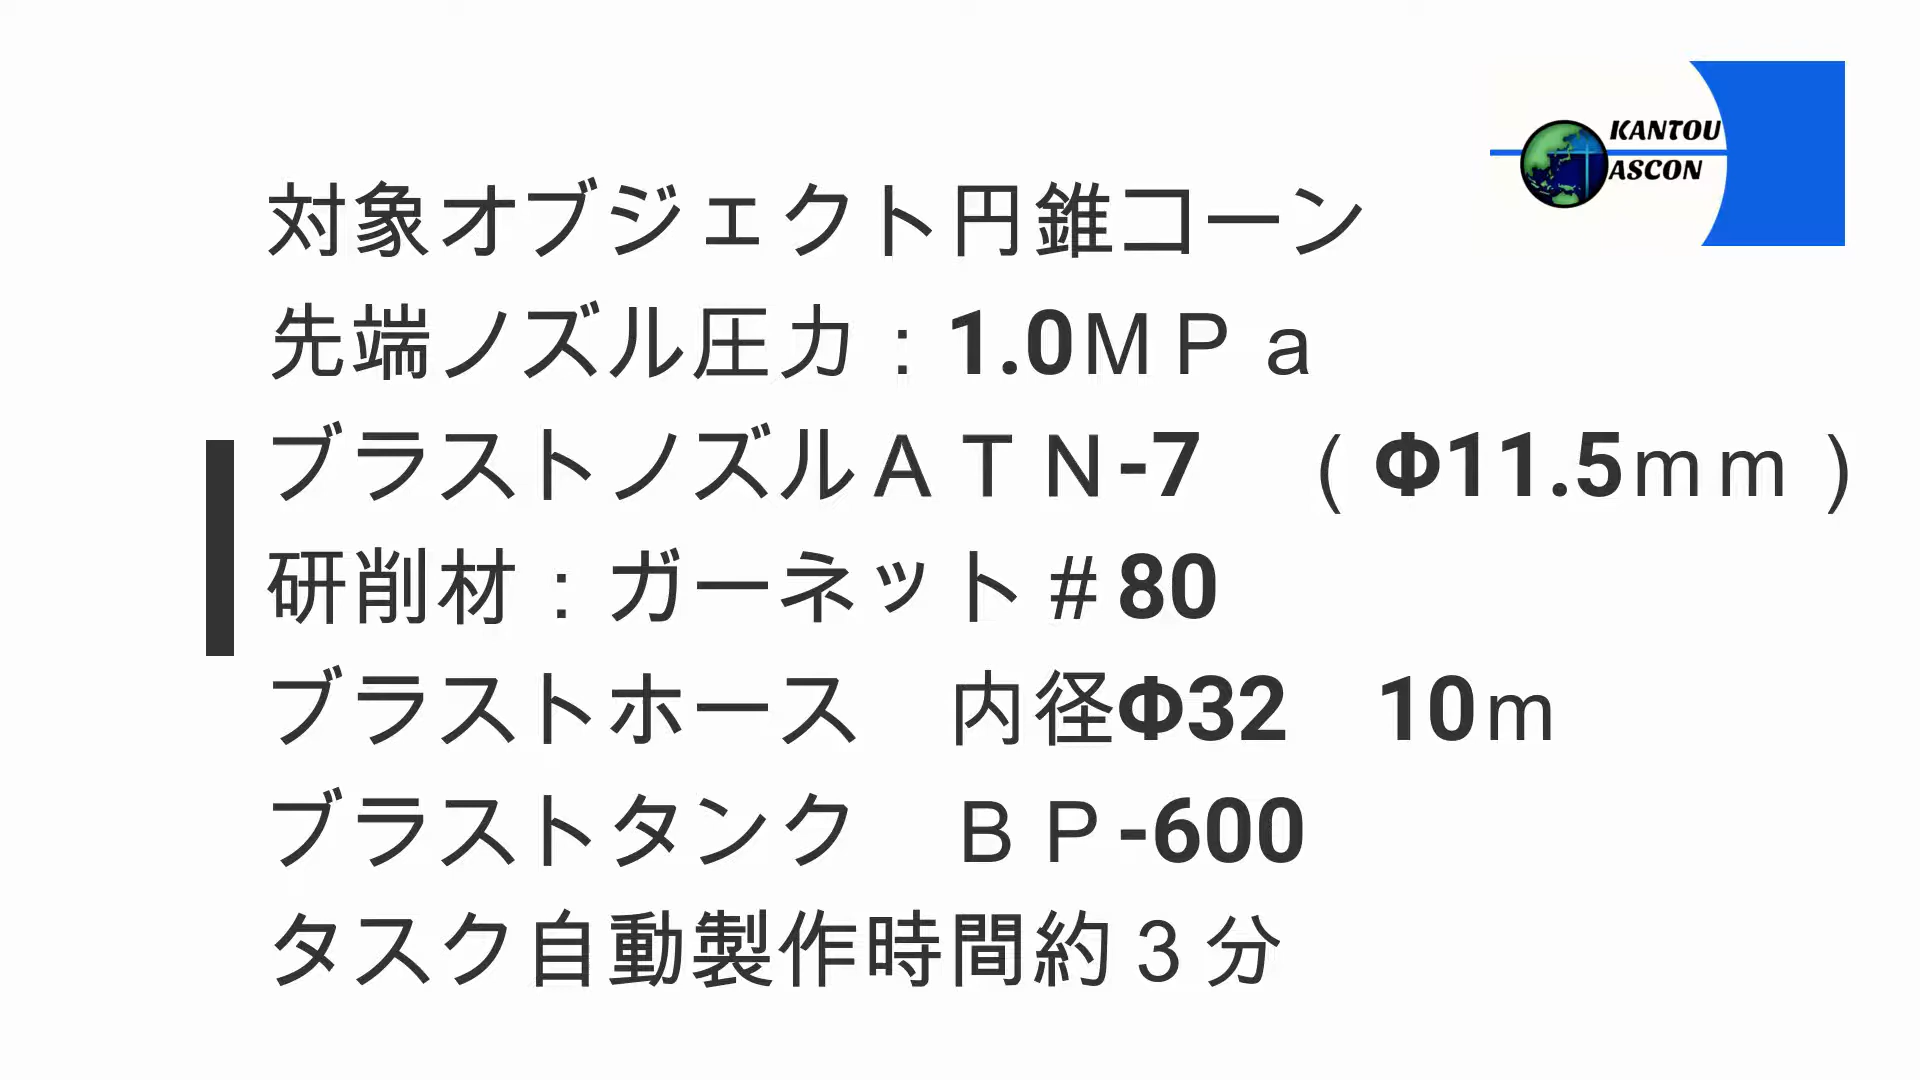 KANTOU
ASCON
対象オブジェクト円錐コーン
先端ノズル圧力：1.0ＭＰａ
ブラストノズルＡＴＮ-7　（Φ11.5ｍｍ）
研削材：ガーネット＃80
ブラストホース　内径Φ32　10ｍ
ブラストタンク　ＢＰ-600
タスク自動製作時間約３分